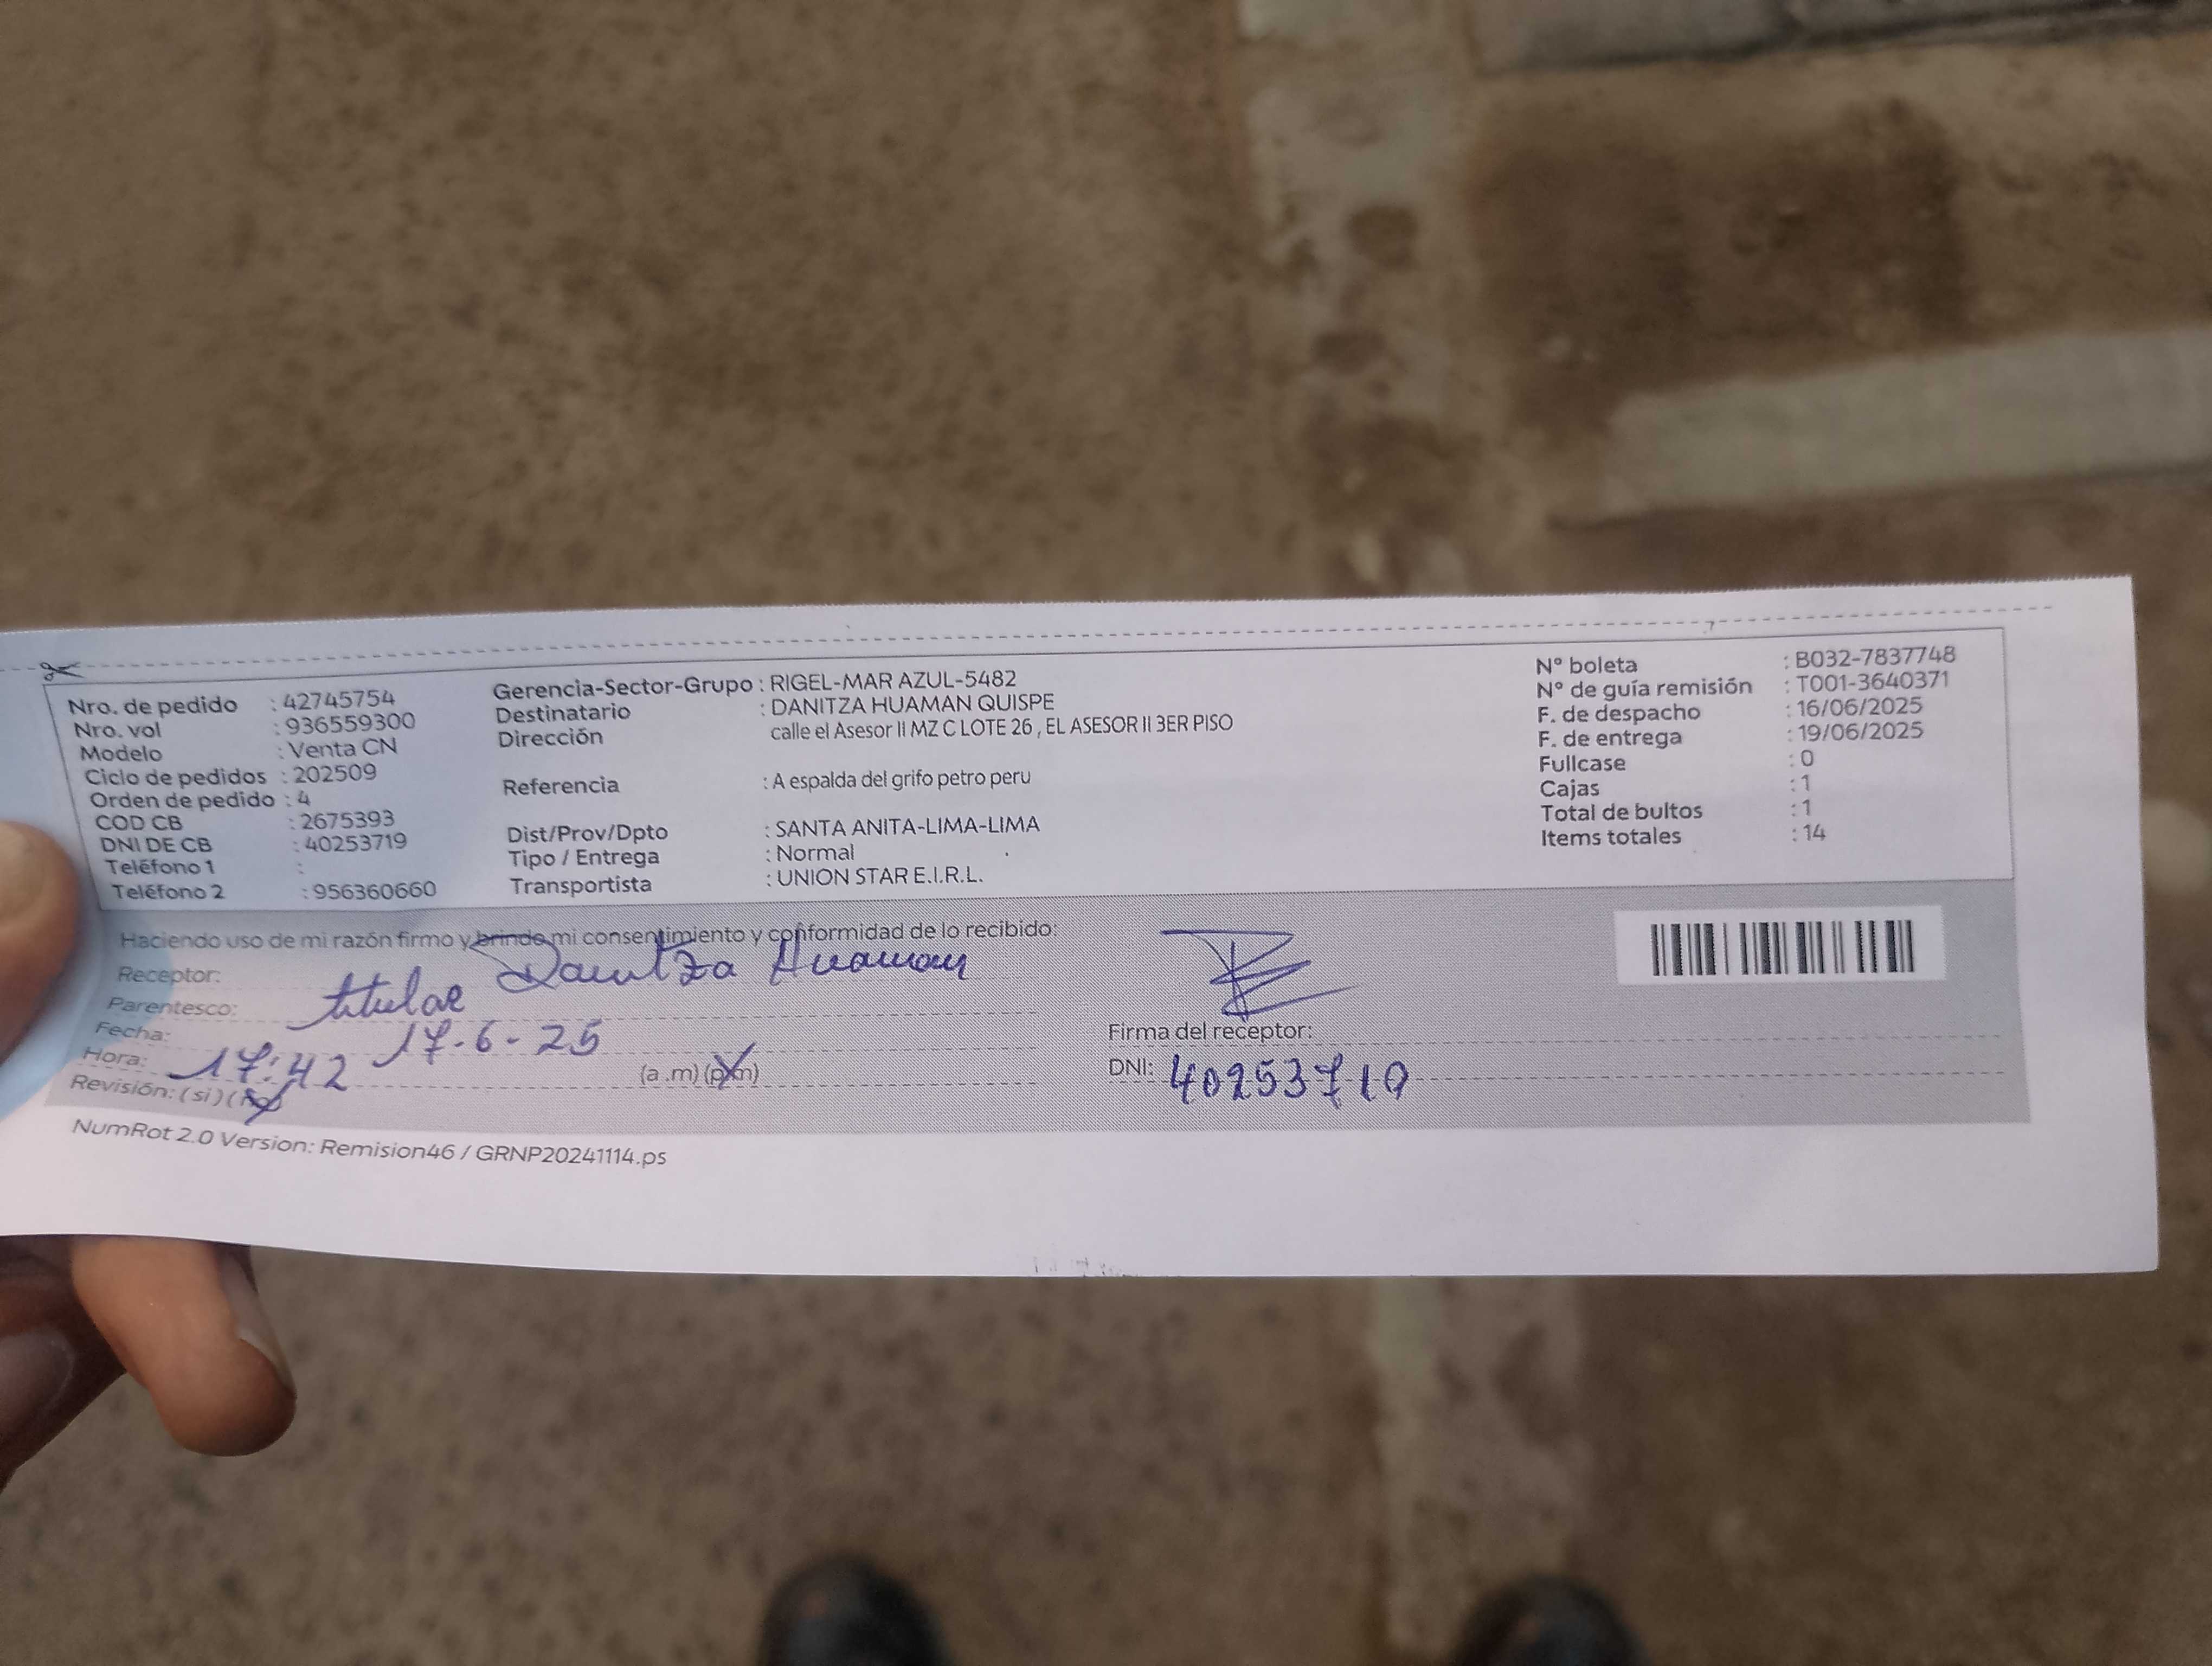 Nro. de pedido : 42745754
Nro. vol : 936559300
Modelo : Venta CN
Ciclo de pedidos : 202509
Orden de pedido : 4
COD CB : 2675393
DNI DE CB : 40253719
Teléfono 1 :
Teléfono 2 : 956360660
Gerencia-Sector-Grupo : RIGEL-MAR AZUL-5482
Destinatario : DANITZA HUAMAN QUISPE
Dirección calle el Asesor II MZ C LOTE 26 , EL ASESOR II 3ER PISO
Referencia : A espalda del grifo petro peru
Dist/Prov/Dpto : SANTA ANITA-LIMA-LIMA
Tipo / Entrega : Normal
Transportista : UNION STAR E.I.R.L.
N° boleta : B032-7837748
N° de guía remisión : T001-3640371
F. de despacho : 16/06/2025
F. de entrega : 19/06/2025
Fullcase : 0
Cajas : 1
Total de bultos : 1
Items totales : 14
Haciendo uso de mi razón firmo y brindo mi consentimiento y conformidad de lo recibido:
Receptor: Danitza Huaman
Parentesco: titular
Fecha: 17-6-25
Hora: 17:42 (a .m) (p.m)
Revisión: ( si ) ( no )
Firma del receptor:
DNI: 40253719
NumRot 2.0 Version: Remision46 / GRNP20241114.ps